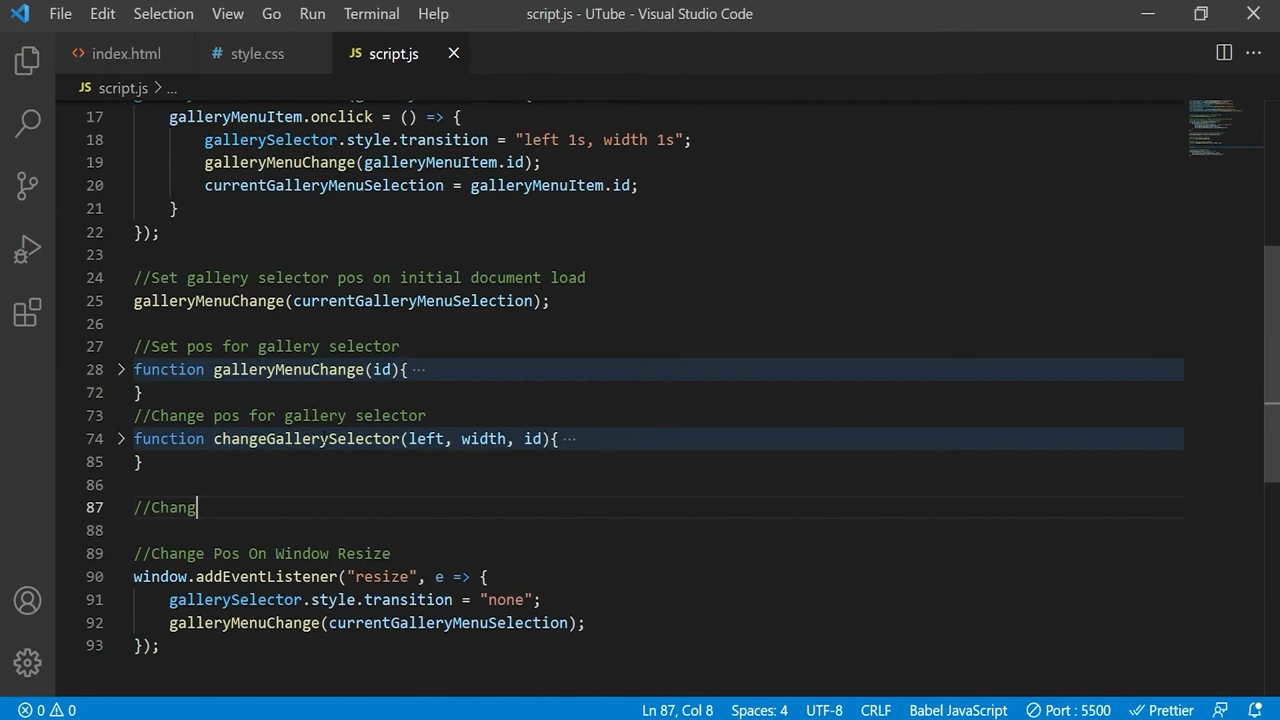 File Edit Selection View Go Run Terminal Help script.js - UTube - Visual Studio Code
index.html style.css JS script.js
JS script.js > ...
17 galleryMenuItem.onclick = () => {
18 gallerySelector.style.transition = "left 1s, width 1s";
19 galleryMenuChange(galleryMenuItem.id);
20 currentGalleryMenuSelection = galleryMenuItem.id;
21 }
22 });
23
24 //Set gallery selector pos on initial document load
25 galleryMenuChange(currentGalleryMenuSelection);
26
27 //Set pos for gallery selector
28 function galleryMenuChange(id){ ...
72 }
73 //Change pos for gallery selector
74 function changeGallerySelector(left, width, id){ ...
85 }
86
87 //Chang
88
89 //Change Pos On Window Resize
90 window.addEventListener("resize", e => {
91 gallerySelector.style.transition = "none";
92 galleryMenuChange(currentGalleryMenuSelection);
93 });
0 0 Ln 87, Col 8 Spaces: 4 UTF-8 CRLF Babel JavaScript Port : 5500 Prettier